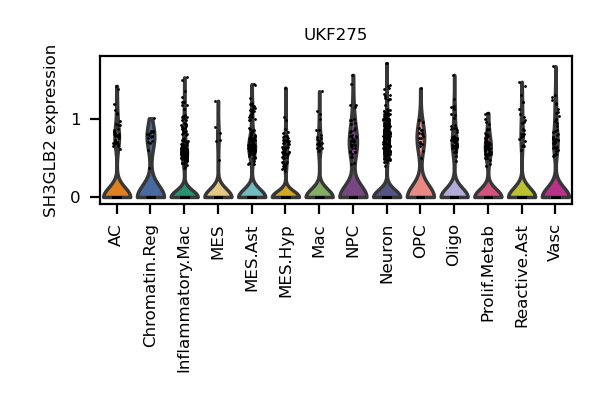 UKF275
SH3GLB2 expression
1
0
AC
Chromatin.Reg
Inflammatory.Mac
MES
MES.Ast
MES.Hyp
Mac
NPC
Neuron
OPC
Oligo
Prolif.Metab
Reactive.Ast
Vasc